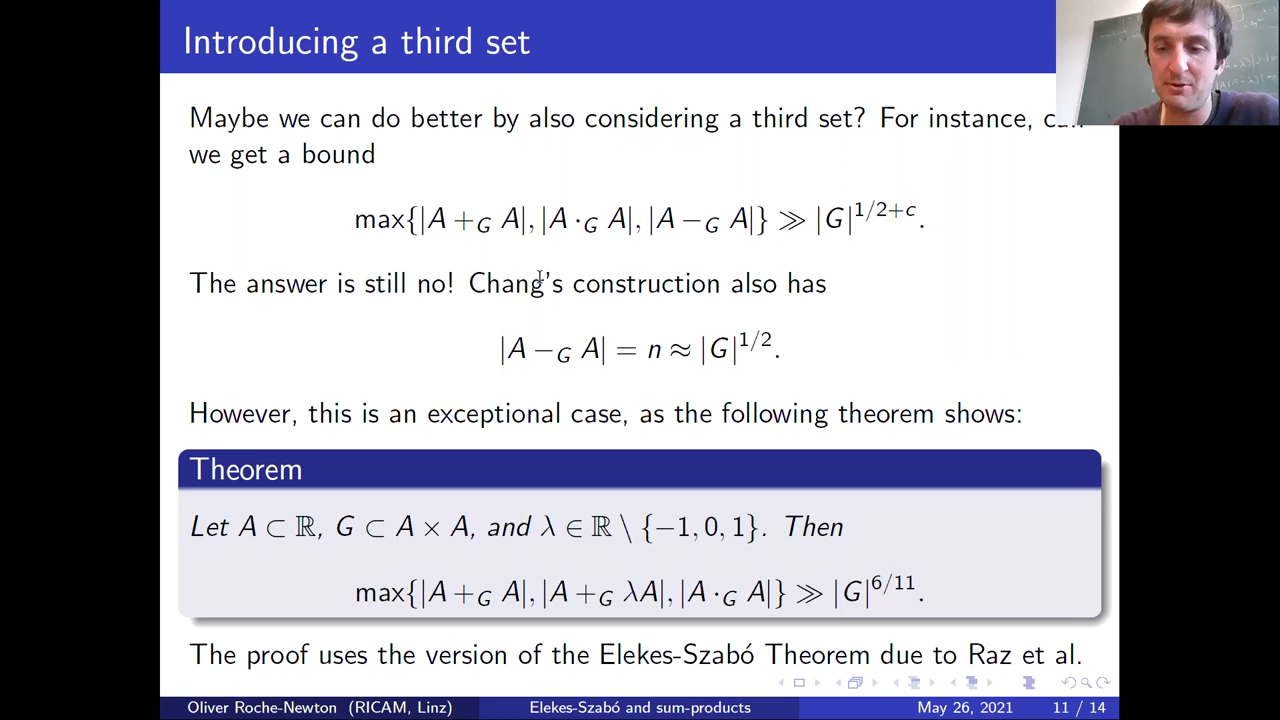 Introducing a third set
Maybe we can do better by also considering a third set? For instance,
we get a bound
max{|A +_G A|, |A ·_G A|, |A −_G A|} ≫ |G|^{1/2+c}.
The answer is still no! Chang's construction also has
|A −_G A| = n ≈ |G|^{1/2}.
However, this is an exceptional case, as the following theorem shows:
Theorem
Let A ⊂ ℝ, G ⊂ A × A, and λ ∈ ℝ \ {−1, 0, 1}. Then
max{|A +_G A|, |A +_G λA|, |A ·_G A|} ≫ |G|^{6/11}.
The proof uses the version of the Elekes-Szabó Theorem due to Raz et al.
Oliver Roche-Newton (RICAM, Linz) Elekes-Szabó and sum-products May 26, 2021 11 / 14